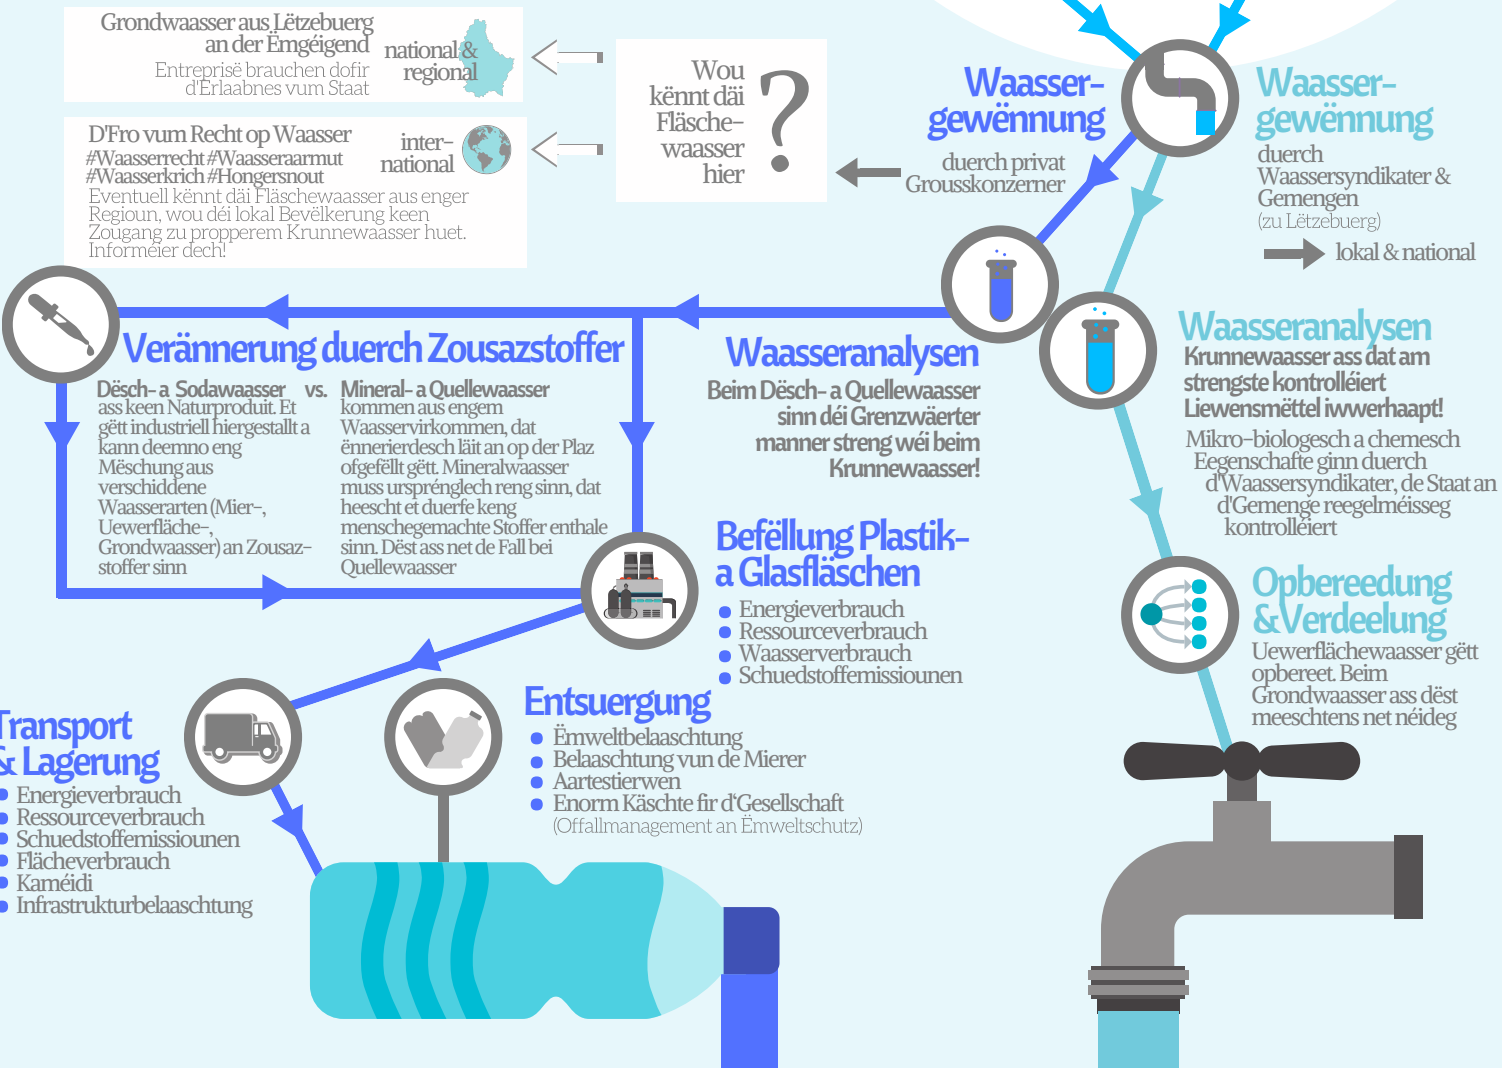 Grondwaasser aus Lëtzebuerg
an der Ëmgéigend
Entreprisë brauchen dofir
d'Erlaabnes vum Staat
national &
regional
D'Fro vum Recht op Waasser
#Waasserrecht #Waasseraarmut
#Waasserkrich #Hongersnout
Eventuell kënnt däi Fläschewaasser aus enger
Regioun, wou déi lokal Bevëlkerung keen
Zougang zu propperem Krunnewaasser huet.
Informéier dech!
inter-
national
Wou
kënnt däi
Fläsche-
waasser
hier
?
Waasser-
gewënnung
duerch privat
Grousskonzerner
Waasser-
gewënnung
duerch
Waassersyndikater &
Gemengen
(zu Lëtzebuerg)
lokal & national
Verännerung duerch Zousazstoffer
Dësch- a Sodawaasser vs.
ass keen Naturproduit. Et
gëtt industriell hiergestallt a
kann deemno eng
Mëschung aus
verschiddene
Waasserarten (Mier-,
Uewerfläche-,
Grondwaasser) an Zousaz-
stoffer sinn
Mineral- a Quellewaasser
kommen aus engem
Waasservirkommen, dat
ënnerierdesch läit an op der Plaz
ofgefëllt gëtt. Mineralwaasser
muss ursprénglech reng sinn, dat
heescht et duerfe keng
menschegemachte Stoffer enthale
sinn. Dëst ass net de Fall bei
Quellewaasser
Waasseranalysen
Beim Dësch- a Quellewaasser
sinn déi Grenzwäerter
manner streng wéi beim
Krunnewaasser!
Waasseranalysen
Krunnewaasser ass dat am
strengste kontrolléiert
Liewensmëttel iwwerhaapt!
Mikro-biologesch a chemesch
Eegenschafte ginn duerch
d'Waassersyndikater, de Staat an
d'Gemenge reegelméisseg
kontrolléiert
Befëllung Plastik-
a Glasfläschen
Energieverbrauch
Ressourceverbrauch
Waasserverbrauch
Schuedstoffemissiounen
Opbereedung
&Verdeelung
Uewerflächewaasser gëtt
opbereet. Beim
Grondwaasser ass dëst
meeschtens net néideg
Transport
& Lagerung
Energieverbrauch
Ressourceverbrauch
Schuedstoffemissiounen
Flächeverbrauch
Kaméidi
Infrastrukturbelaaschtung
Entsuergung
Ëmweltbelaaschtung
Belaaschtung vun de Mierer
Aartestierwen
Enorm Käschte fir d‘Gesellschaft
(Offallmanagement an Ëmweltschutz)